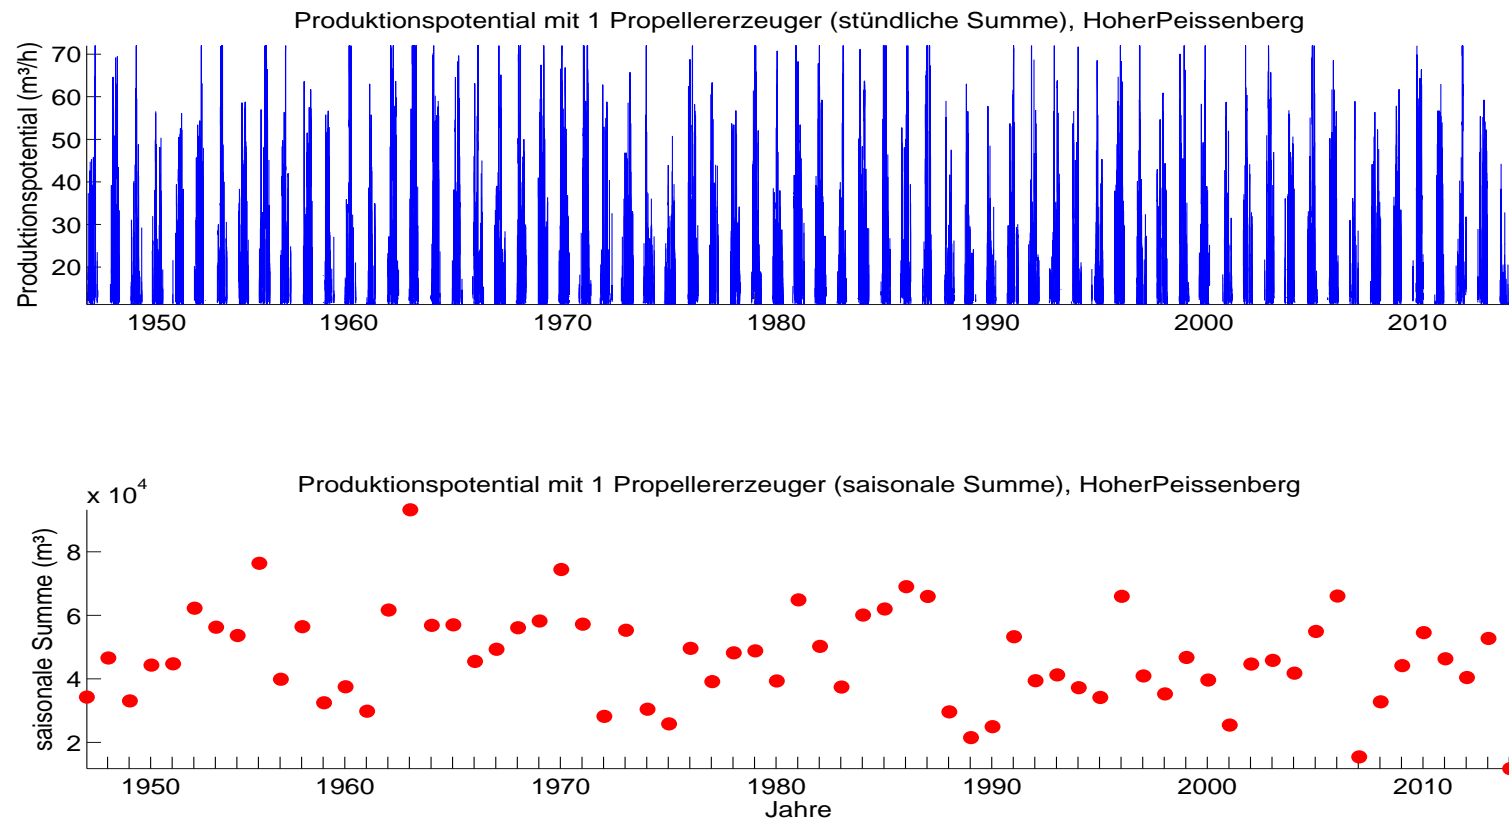 Produktionspotential mit 1 Propellererzeuger (stündliche Summe), HoherPeissenberg
Produktionspotential (m³/h)
70
60
50
40
30
20
1950 1960 1970 1980 1990 2000 2010
Produktionspotential mit 1 Propellererzeuger (saisonale Summe), HoherPeissenberg
x 10⁴
saisonale Summe (m³)
8
6
4
2
1950 1960 1970 1980 1990 2000 2010
Jahre